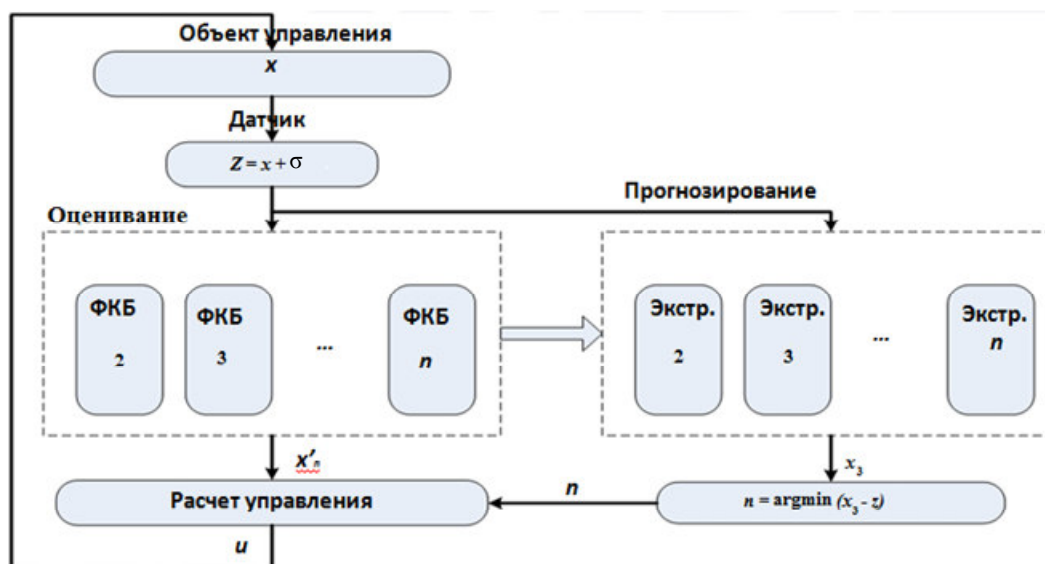 Объект управления
x
Датчик
Z = x + σ
Прогнозирование
Оценивание
ФКБ ФКБ ФКБ
2 3 ... n
Экстр. Экстр. Экстр.
2 3 ... n
x'n
x3
Расчет управления
n
n = argmin (x3 - z)
u